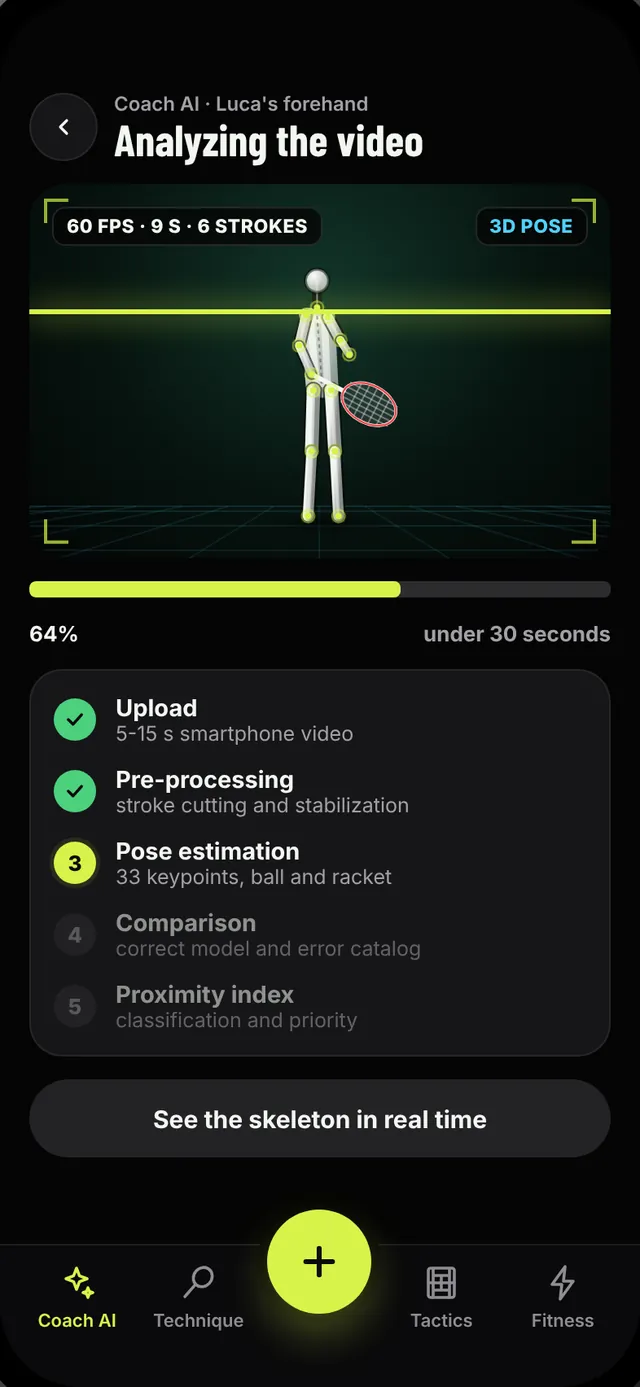 Coach AI · Luca's forehand
Analyzing the video
60 FPS · 9 S · 6 STROKES
3D POSE
64%
under 30 seconds
Upload
5-15 s smartphone video
Pre-processing
stroke cutting and stabilization
3
Pose estimation
33 keypoints, ball and racket
4
Comparison
correct model and error catalog
5
Proximity index
classification and priority
See the skeleton in real time
Coach AI
Technique
Tactics
Fitness